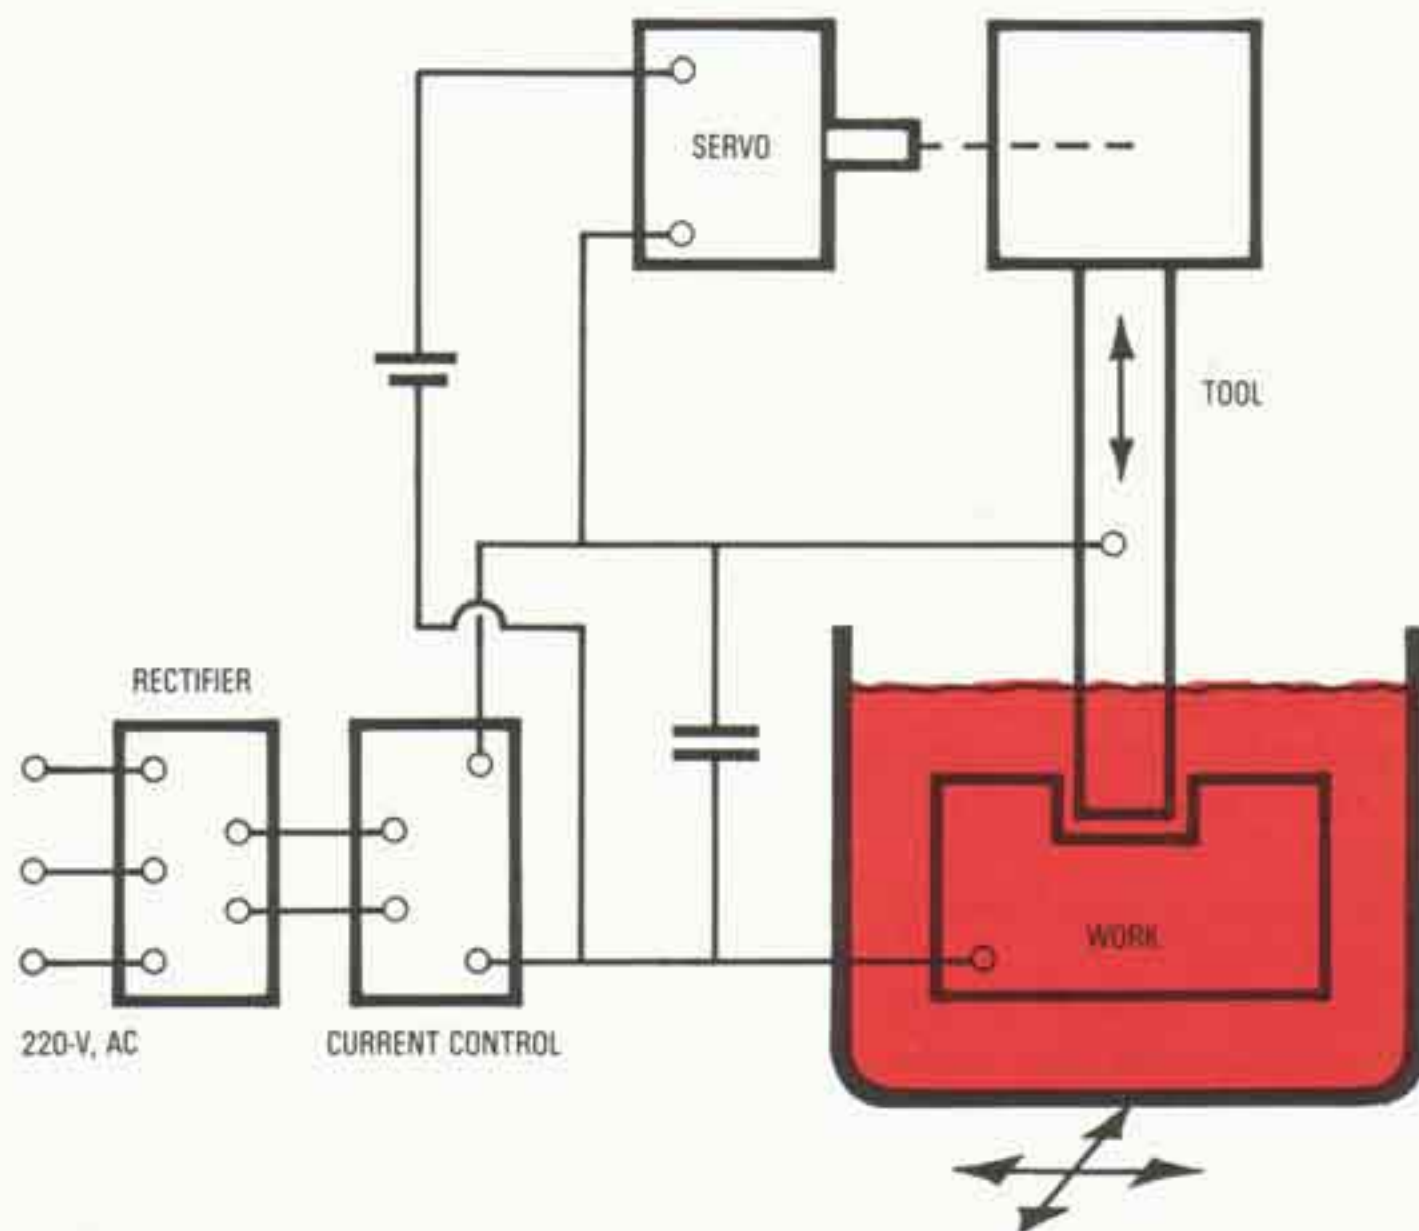 SERVO
TOOL
RECTIFIER
WORK
220-V, AC
CURRENT CONTROL